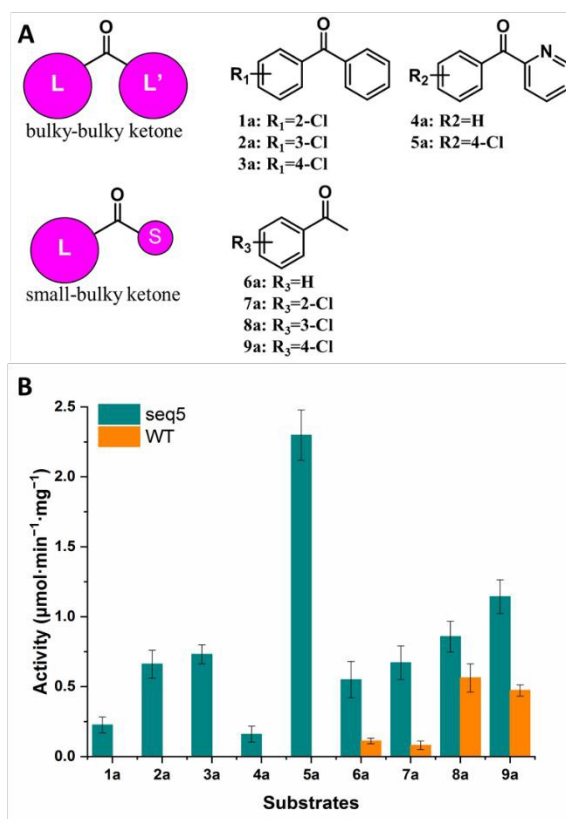 A
O
L
L'
bulky-bulky ketone
O
R₁
1a: R₁=2-Cl
2a: R₁=3-Cl
3a: R₁=4-Cl
O
N
R₂
4a: R2=H
5a: R2=4-Cl
O
L
S
small-bulky ketone
O
R₃
6a: R₃=H
7a: R₃=2-Cl
8a: R₃=3-Cl
9a: R₃=4-Cl
B
seq5
WT
Activity (μmol·min⁻¹·mg⁻¹)
2.5
2.0
1.5
1.0
0.5
0.0
1a 2a 3a 4a 5a 6a 7a 8a 9a
Substrates